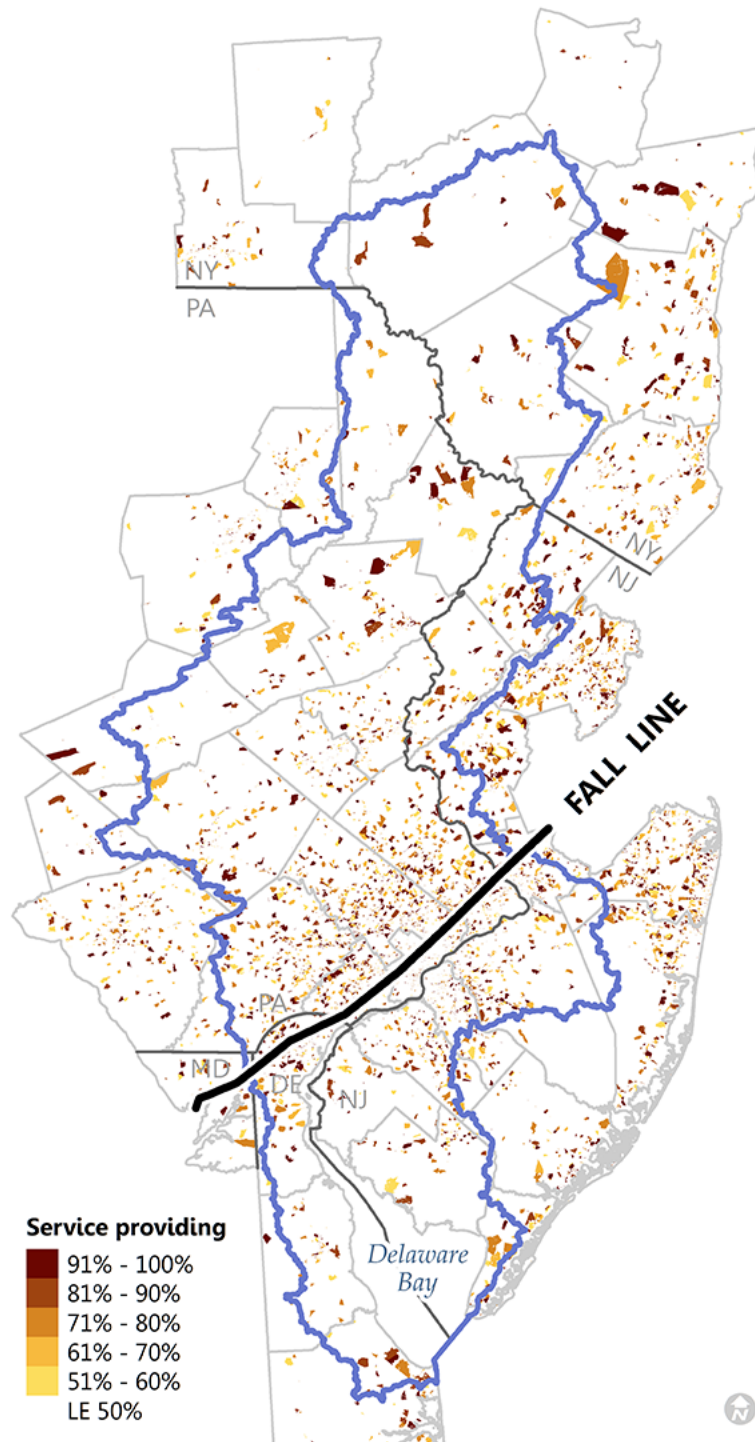 NY
PA
NY
NJ
FALL LINE
PA
MD
DE
NJ
Delaware
Bay
Service providing
91% - 100%
81% - 90%
71% - 80%
61% - 70%
51% - 60%
LE 50%
N